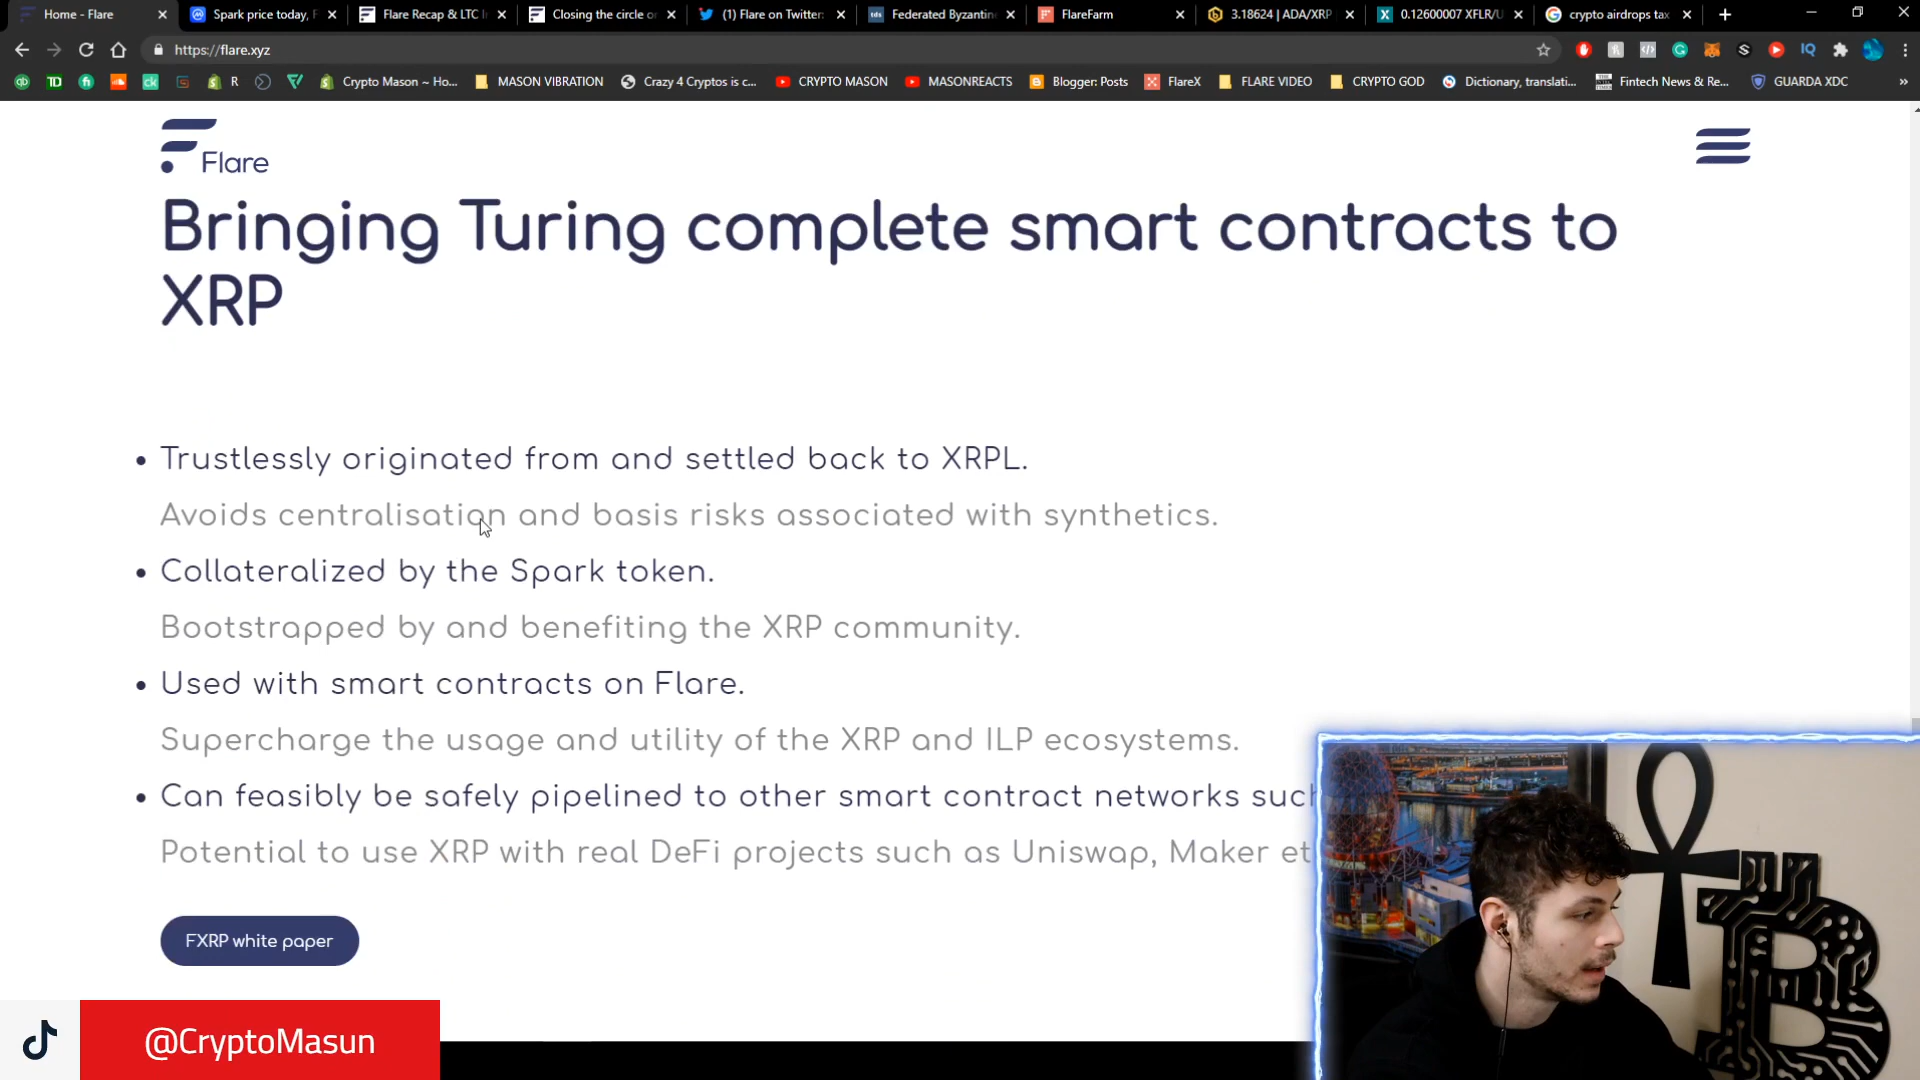 Home - Flare
Spark price today, F
Flare Recap & LTC I
Closing the circle o
(1) Flare on Twitter:
Federated Byzantin
FlareFarm
3.18624 | ADA/XRP
0.12600007 XFLR/U
crypto airdrops tax
https://flare.xyz
R
Crypto Mason ~ Ho...
MASON VIBRATION
Crazy 4 Cryptos is c...
CRYPTO MASON
MASONREACTS
Blogger: Posts
FlareX
FLARE VIDEO
CRYPTO GOD
Dictionary, translati...
Fintech News & Re...
GUARDA XDC
Flare
Bringing Turing complete smart contracts to
XRP
• Trustlessly originated from and settled back to XRPL.
Avoids centralisation and basis risks associated with synthetics.
• Collateralized by the Spark token.
Bootstrapped by and benefiting the XRP community.
• Used with smart contracts on Flare.
Supercharge the usage and utility of the XRP and ILP ecosystems.
• Can feasibly be safely pipelined to other smart contract networks such
Potential to use XRP with real DeFi projects such as Uniswap, Maker et
FXRP white paper
@CryptoMasun